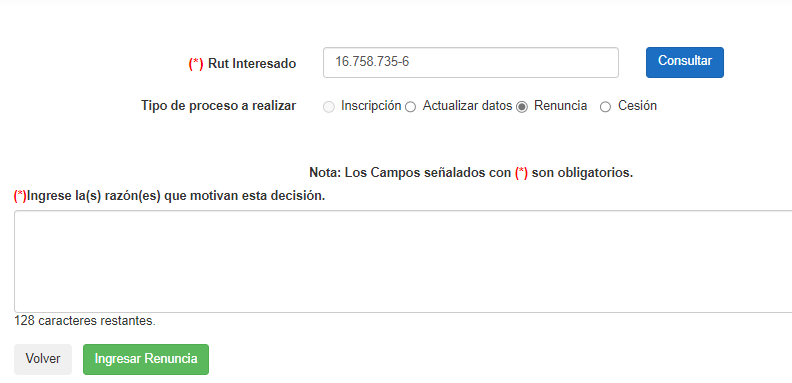 (*) Rut Interesado 16.758.735-6 Consultar
Tipo de proceso a realizar Inscripción Actualizar datos Renuncia Cesión
Nota: Los Campos señalados con (*) son obligatorios.
(*)Ingrese la(s) razón(es) que motivan esta decisión.
128 caracteres restantes.
Volver Ingresar Renuncia